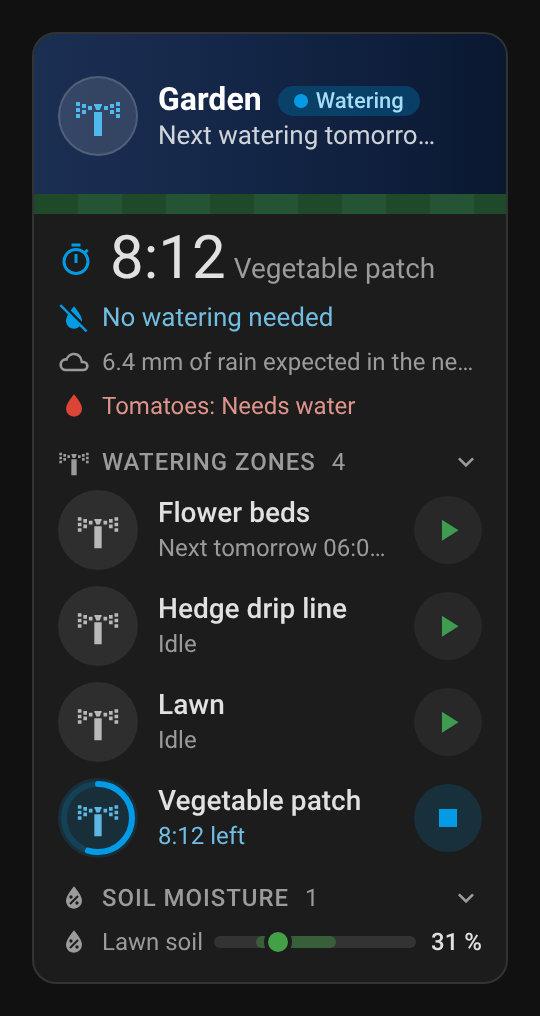 Garden
Watering
Next watering tomorro…
8:12 Vegetable patch
No watering needed
6.4 mm of rain expected in the ne…
Tomatoes: Needs water
WATERING ZONES 4
Flower beds
Next tomorrow 06:0…
Hedge drip line
Idle
Lawn
Idle
Vegetable patch
8:12 left
SOIL MOISTURE 1
Lawn soil 31 %